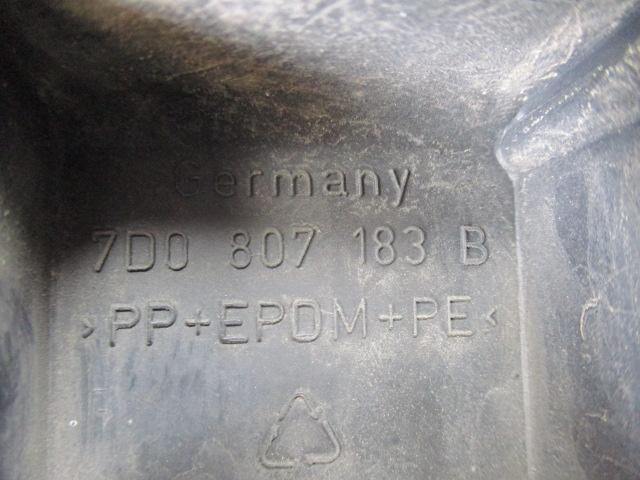 Germany
7D0 807 183 B
>PP+EPDM+PE<